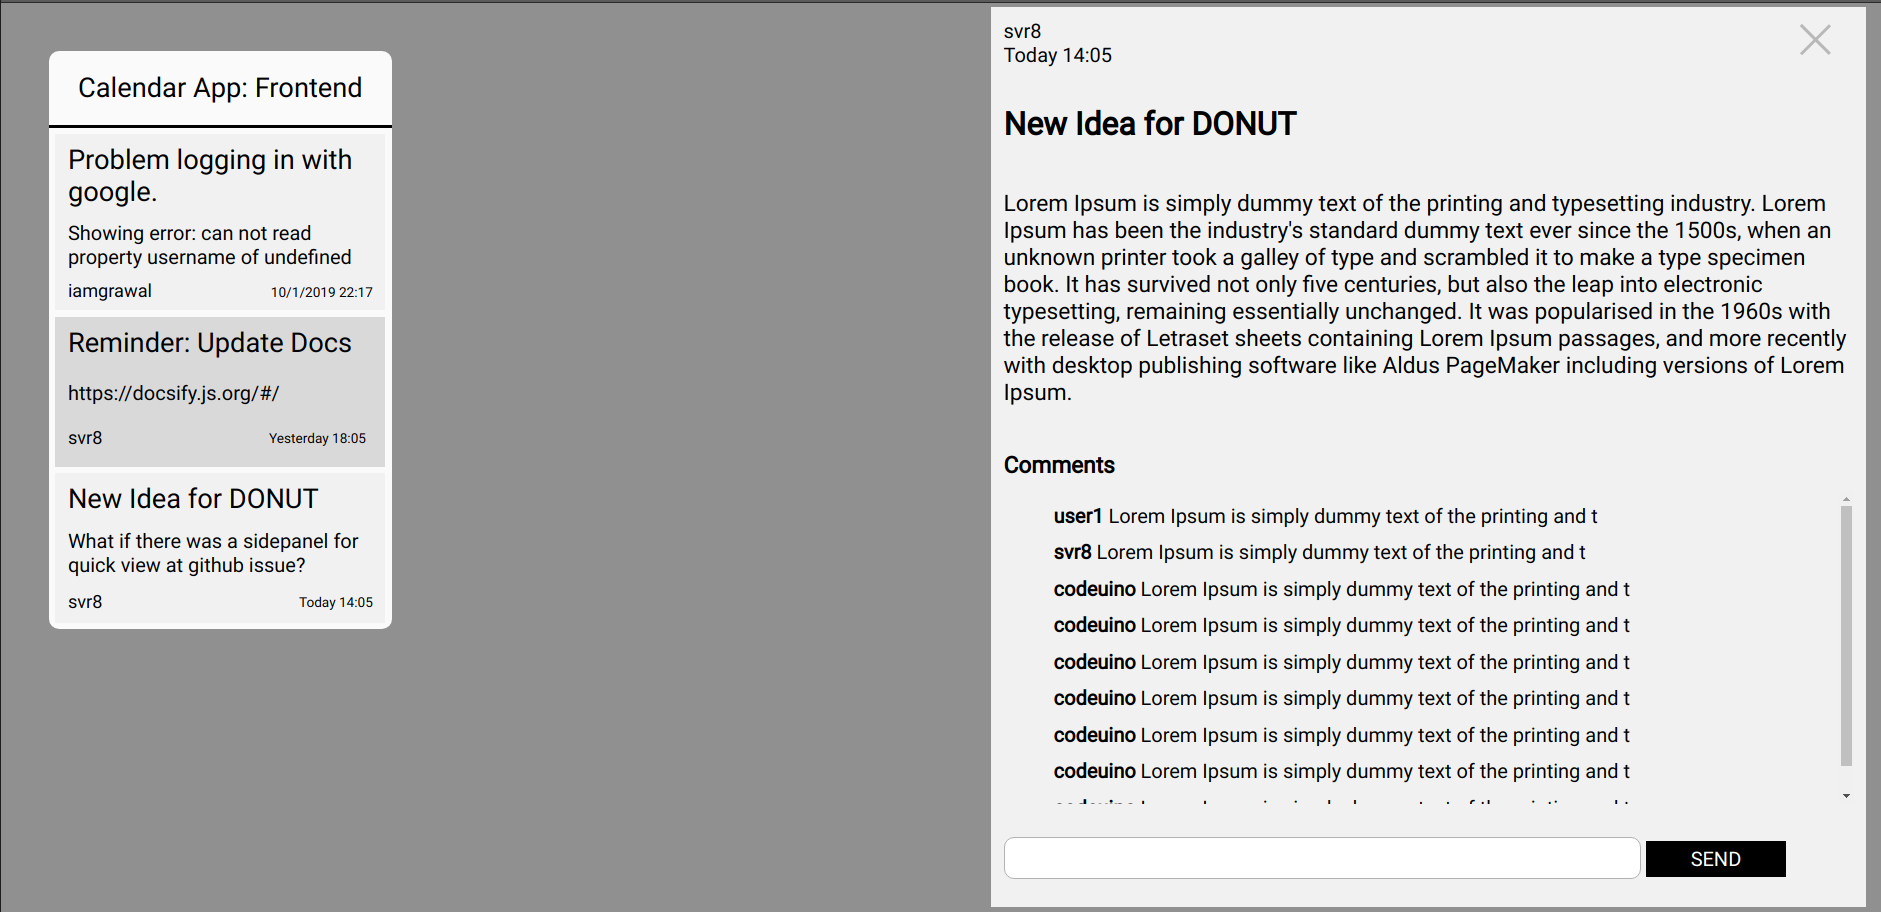 Calendar App: Frontend
Problem logging in with
google.
Showing error: can not read
property username of undefined
iamgrawal 10/1/2019 22:17
Reminder: Update Docs
https://docsify.js.org/#/
svr8 Yesterday 18:05
New Idea for DONUT
What if there was a sidepanel for
quick view at github issue?
svr8 Today 14:05
svr8
Today 14:05
New Idea for DONUT
Lorem Ipsum is simply dummy text of the printing and typesetting industry. Lorem
Ipsum has been the industry's standard dummy text ever since the 1500s, when an
unknown printer took a galley of type and scrambled it to make a type specimen
book. It has survived not only five centuries, but also the leap into electronic
typesetting, remaining essentially unchanged. It was popularised in the 1960s with
the release of Letraset sheets containing Lorem Ipsum passages, and more recently
with desktop publishing software like Aldus PageMaker including versions of Lorem
Ipsum.
Comments
user1 Lorem Ipsum is simply dummy text of the printing and t
svr8 Lorem Ipsum is simply dummy text of the printing and t
codeuino Lorem Ipsum is simply dummy text of the printing and t
codeuino Lorem Ipsum is simply dummy text of the printing and t
codeuino Lorem Ipsum is simply dummy text of the printing and t
codeuino Lorem Ipsum is simply dummy text of the printing and t
codeuino Lorem Ipsum is simply dummy text of the printing and t
codeuino Lorem Ipsum is simply dummy text of the printing and t
SEND